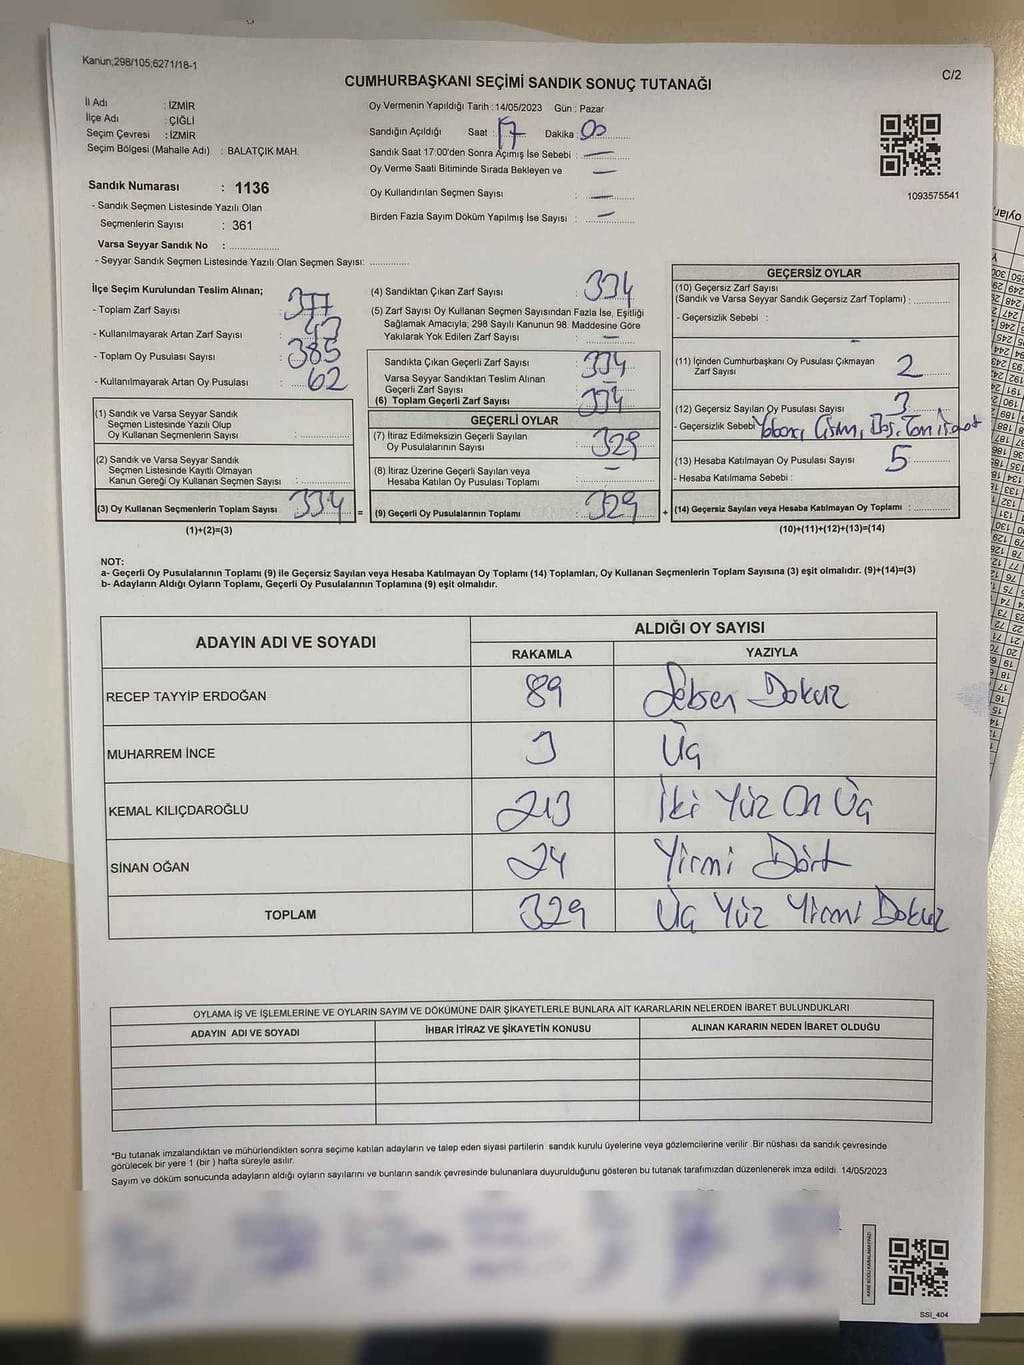 Kanun;298/105;6271/18-1
C/2
CUMHURBAŞKANI SEÇİMİ SANDIK SONUÇ TUTANAĞI
İl Adı : İZMİR
İlçe Adı : ÇİĞLİ
Seçim Çevresi : İZMİR
Seçim Bölgesi (Mahalle Adı) : BALATÇIK MAH.
Sandık Numarası : 1136
- Sandık Seçmen Listesinde Yazılı Olan
Seçmenlerin Sayısı : 361
Varsa Seyyar Sandık No :
- Seyyar Sandık Seçmen Listesinde Yazılı Olan Seçmen Sayısı:
Oy Vermenin Yapıldığı Tarih : 14/05/2023 Gün : Pazar
Sandığın Açıldığı Saat : 17 Dakika : 00
Sandık Saat 17:00'den Sonra Açımış İse Sebebi : —
Oy Verme Saati Bitiminde Sırada Bekleyen ve —
Oy Kullandırılan Seçmen Sayısı : —
Birden Fazla Sayım Döküm Yapılmış İse Sayısı : —
1093575541
İlçe Seçim Kurulundan Teslim Alınan;
- Toplam Zarf Sayısı : 377
- Kullanılmayarak Artan Zarf Sayısı : 43
- Toplam Oy Pusulası Sayısı : 385
- Kullanılmayarak Artan Oy Pusulası : 62
(1) Sandık ve Varsa Seyyar Sandık
Seçmen Listesinde Yazılı Olup
Oy Kullanan Seçmenlerin Sayısı :
(2) Sandık ve Varsa Seyyar Sandık
Seçmen Listesinde Kayıtlı Olmayan
Kanun Gereği Oy Kullanan Seçmen Sayısı :
(3) Oy Kullanan Seçmenlerin Toplam Sayısı : 334 =
(1)+(2)=(3)
(4) Sandıktan Çıkan Zarf Sayısı : 334
(5) Zarf Sayısı Oy Kullanan Seçmen Sayısından Fazla İse, Eşitliği
Sağlamak Amacıyla; 298 Sayılı Kanunun 98. Maddesine Göre
Yakılarak Yok Edilen Zarf Sayısı : —
Sandıkta Çıkan Geçerli Zarf Sayısı : 334
Varsa Seyyar Sandıktan Teslim Alınan
Geçerli Zarf Sayısı :
(6) Toplam Geçerli Zarf Sayısı : 334
GEÇERLİ OYLAR
(7) İtiraz Edilmeksizin Geçerli Sayılan
Oy Pusulasının Sayısı : 329
(8) İtiraz Üzerine Geçerli Sayılan veya
Hesaba Katılan Oy Pusulası Toplamı : —
(9) Geçerli Oy Pusulalarının Toplamı : 329 +
GEÇERSİZ OYLAR
(10) Geçersiz Zarf Sayısı
(Sandık ve Varsa Seyyar Sandık Geçersiz Zarf Toplamı) :
- Geçersizlik Sebebi :
(11) İçinden Cumhurbaşkanı Oy Pusulası Çıkmayan
Zarf Sayısı : 2
(12) Geçersiz Sayılan Oy Pusulası Sayısı : 3
- Geçersizlik Sebebi
(13) Hesaba Katılmayan Oy Pusulası Sayısı : 5
- Hesaba Katılmama Sebebi :
(14) Geçersiz Sayılan veya Hesaba Katılmayan Oy Toplamı :
(10)+(11)+(12)+(13)=(14)
NOT:
a- Geçerli Oy Pusulalarının Toplamı (9) ile Geçersiz Sayılan veya Hesaba Katılmayan Oy Toplamı (14) Toplamları, Oy Kullanan Seçmenlerin Toplam Sayısına (3) eşit olmalıdır. (9)+(14)=(3)
b- Adayların Aldığı Oyların Toplamı, Geçerli Oy Pusulalarının Toplamına (9) eşit olmalıdır.
ADAYIN ADI VE SOYADI
ALDIĞI OY SAYISI
RAKAMLA YAZIYLA
RECEP TAYYİP ERDOĞAN 89 Seksen Dokuz
MUHARREM İNCE 3 Üç
KEMAL KILIÇDAROĞLU 213 İki Yüz On Üç
SİNAN OĞAN 24 Yirmi Dört
TOPLAM 329 Üç Yüz Yirmi Dokuz
OYLAMA İŞ VE İŞLEMLERİNE VE OYLARIN SAYIM VE DÖKÜMÜNE DAİR ŞİKAYETLERLE BUNLARA AİT KARARLARIN NELERDEN İBARET BULUNDUKLARI
ADAYIN ADI VE SOYADI İHBAR İTİRAZ VE ŞİKAYETİN KONUSU ALINAN KARARIN NEDEN İBARET OLDUĞU
*Bu tutanak imzalandıktan ve mühürlendikten sonra seçime katılan adayların ve talep eden siyasi partilerin sandık kurulu üyelerine veya gözlemcilerine verilir .Bir nüshası da sandık çevresinde
görülecek bir yere 1 (bir ) hafta süreyle asılır.
Sayım ve döküm sonucunda adayların aldığı oyların sayılarını ve bunların sandık çevresinde bulunanlara duyurulduğunu gösteren bu tutanak tarafımızdan düzenlenerek imza edildi. 14/05/2023
SSI_404